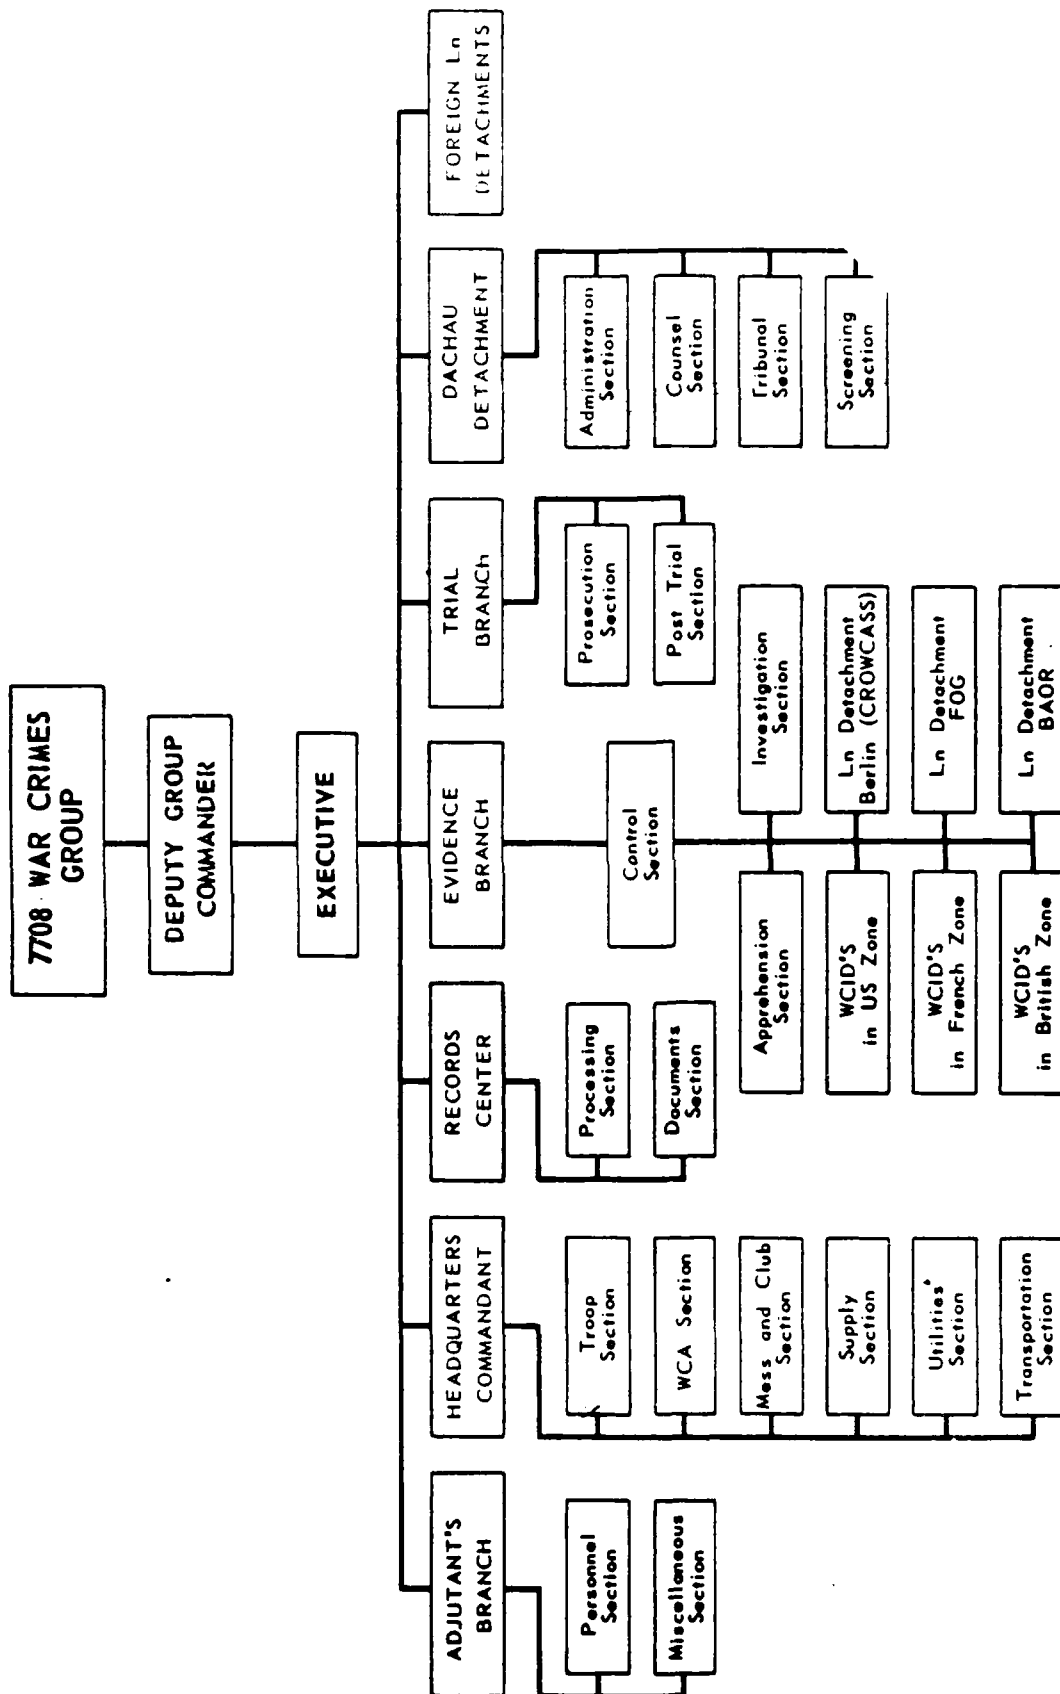 7708 WAR CRIMES
GROUP
DEPUTY GROUP
COMMANDER
EXECUTIVE
ADJUTANT'S
BRANCH
HEADQUARTERS
COMMANDANT
RECORDS
CENTER
EVIDENCE
BRANCH
TRIAL
BRANCH
DACHAU
DETACHMENT
FOREIGN Ln
DETACHMENTS
Personnel
Section
Miscellaneous
Section
Troop
Section
WCA Section
Mess and Club
Section
Supply
Section
Utilities'
Section
Transportation
Section
Processing
Section
Documents
Section
Control
Section
Apprehension
Section
Investigation
Section
WCID'S
in US Zone
Ln Detachment
Berlin (CROWCASS)
WCID'S
in French Zone
Ln Detachment
FOG
WCID'S
in British Zone
Ln Detachment
BAOR
Prosecution
Section
Post Trial
Section
Administration
Section
Counsel
Section
Tribunal
Section
Screening
Section